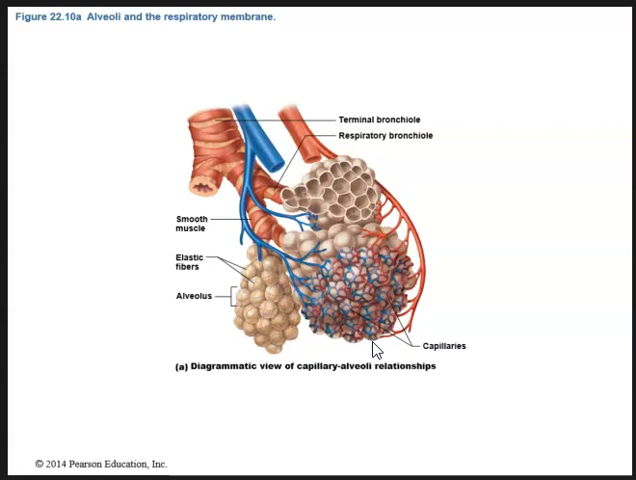 Figure 22.10a Alveoli and the respiratory membrane.
Terminal bronchiole
Respiratory bronchiole
Smooth
muscle
Elastic
fibers
Alveolus
Capillaries
(a) Diagrammatic view of capillary-alveoli relationships
© 2014 Pearson Education, Inc.